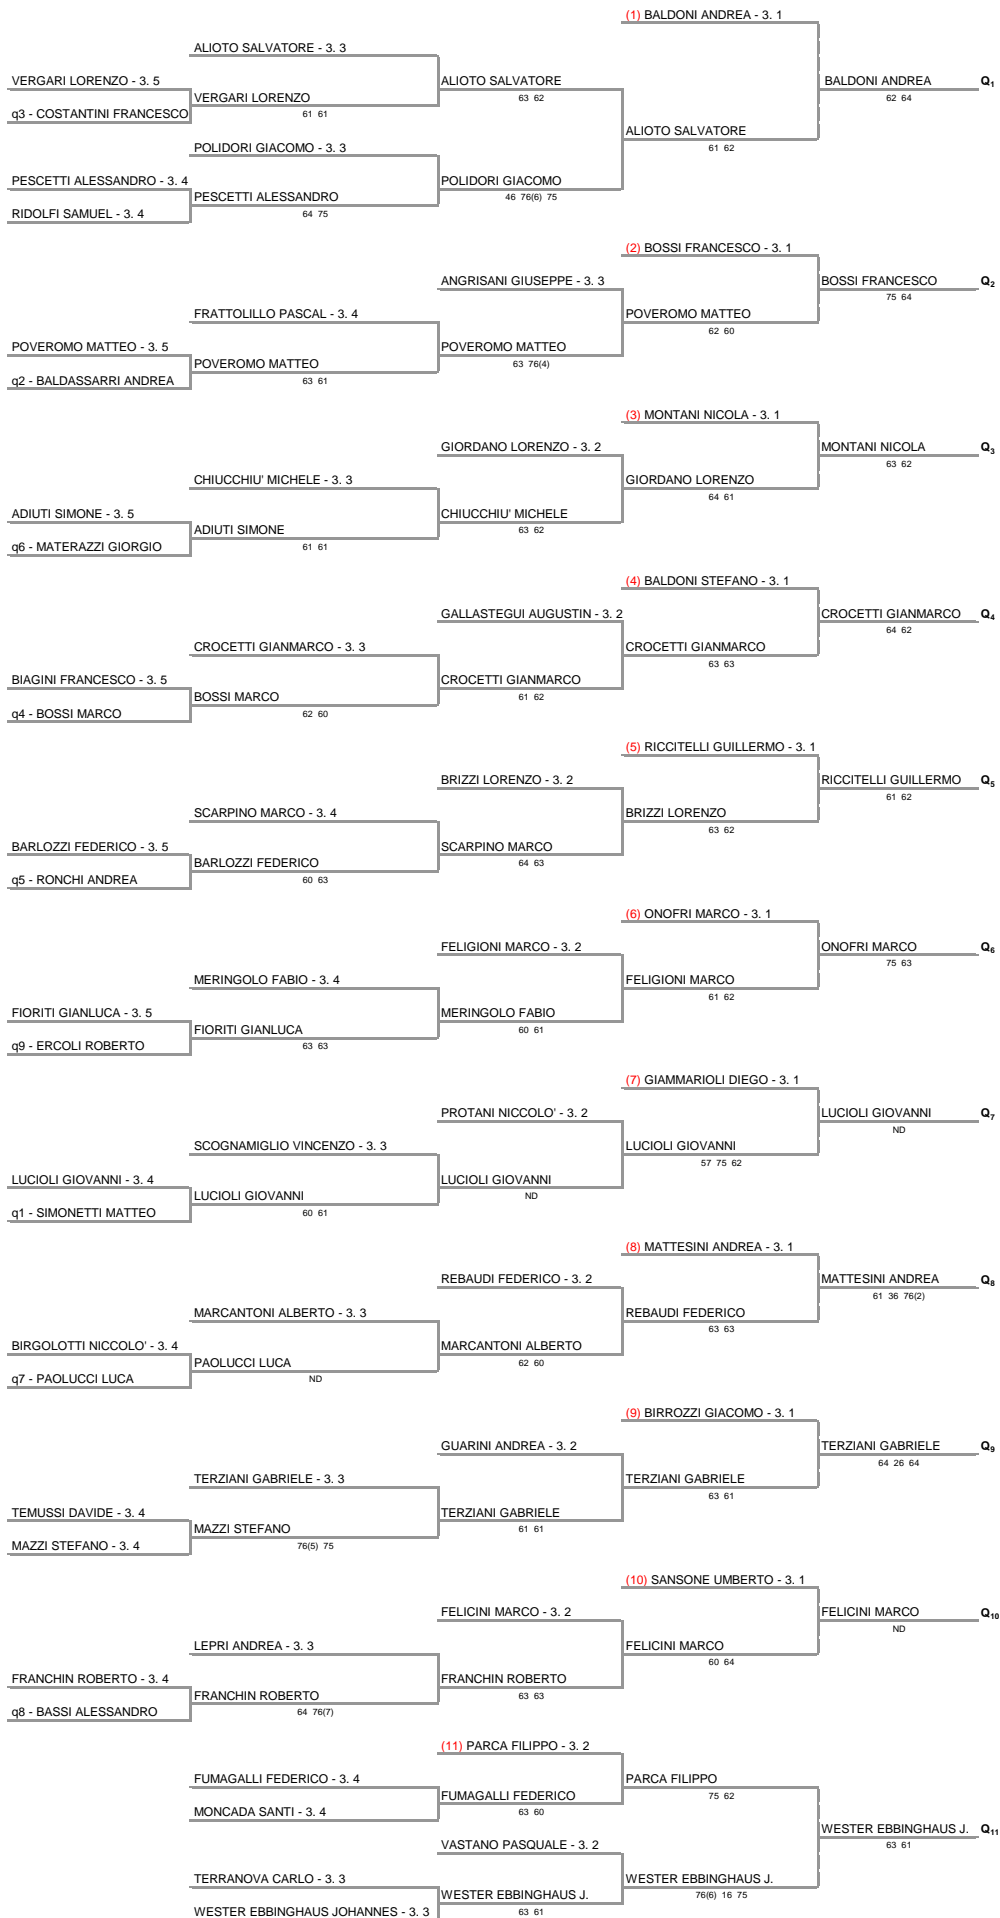 (1) BALDONI ANDREA - 3. 1
ALIOTO SALVATORE - 3. 3
VERGARI LORENZO - 3. 5
ALIOTO SALVATORE
BALDONI ANDREA
Q1
63 62
62 64
VERGARI LORENZO
q3 - COSTANTINI FRANCESCO
61 61
ALIOTO SALVATORE
61 62
POLIDORI GIACOMO - 3. 3
PESCETTI ALESSANDRO - 3. 4
POLIDORI GIACOMO
46 76(6) 75
PESCETTI ALESSANDRO
64 75
RIDOLFI SAMUEL - 3. 4
(2) BOSSI FRANCESCO - 3. 1
ANGRISANI GIUSEPPE - 3. 3
BOSSI FRANCESCO
Q2
75 64
FRATTOLILLO PASCAL - 3. 4
POVEROMO MATTEO
62 60
POVEROMO MATTEO - 3. 5
POVEROMO MATTEO
63 76(4)
POVEROMO MATTEO
63 61
q2 - BALDASSARRI ANDREA
(3) MONTANI NICOLA - 3. 1
GIORDANO LORENZO - 3. 2
MONTANI NICOLA
Q3
63 62
CHIUCCHIU' MICHELE - 3. 3
GIORDANO LORENZO
64 61
ADIUTI SIMONE - 3. 5
CHIUCCHIU' MICHELE
63 62
ADIUTI SIMONE
61 61
q6 - MATERAZZI GIORGIO
(4) BALDONI STEFANO - 3. 1
GALLASTEGUI AUGUSTIN - 3. 2
CROCETTI GIANMARCO
Q4
64 62
CROCETTI GIANMARCO - 3. 3
CROCETTI GIANMARCO
63 63
BIAGINI FRANCESCO - 3. 5
CROCETTI GIANMARCO
61 62
BOSSI MARCO
62 60
q4 - BOSSI MARCO
(5) RICCITELLI GUILLERMO - 3. 1
BRIZZI LORENZO - 3. 2
RICCITELLI GUILLERMO
Q5
61 62
SCARPINO MARCO - 3. 4
BRIZZI LORENZO
63 62
BARLOZZI FEDERICO - 3. 5
SCARPINO MARCO
64 63
BARLOZZI FEDERICO
60 63
q5 - RONCHI ANDREA
(6) ONOFRI MARCO - 3. 1
FELIGIONI MARCO - 3. 2
ONOFRI MARCO
Q6
75 63
MERINGOLO FABIO - 3. 4
FELIGIONI MARCO
61 62
FIORITI GIANLUCA - 3. 5
MERINGOLO FABIO
60 61
FIORITI GIANLUCA
63 63
q9 - ERCOLI ROBERTO
(7) GIAMMARIOLI DIEGO - 3. 1
PROTANI NICCOLO' - 3. 2
LUCIOLI GIOVANNI
Q7
ND
SCOGNAMIGLIO VINCENZO - 3. 3
LUCIOLI GIOVANNI
57 75 62
LUCIOLI GIOVANNI - 3. 4
LUCIOLI GIOVANNI
ND
LUCIOLI GIOVANNI
60 61
q1 - SIMONETTI MATTEO
(8) MATTESINI ANDREA - 3. 1
REBAUDI FEDERICO - 3. 2
MATTESINI ANDREA
Q8
61 36 76(2)
MARCANTONI ALBERTO - 3. 3
REBAUDI FEDERICO
63 63
BIRGOLOTTI NICCOLO' - 3. 4
MARCANTONI ALBERTO
62 60
PAOLUCCI LUCA
ND
q7 - PAOLUCCI LUCA
(9) BIRROZZI GIACOMO - 3. 1
GUARINI ANDREA - 3. 2
TERZIANI GABRIELE
Q9
64 26 64
TERZIANI GABRIELE - 3. 3
TERZIANI GABRIELE
63 61
TEMUSSI DAVIDE - 3. 4
TERZIANI GABRIELE
61 61
MAZZI STEFANO
76(5) 75
MAZZI STEFANO - 3. 4
(10) SANSONE UMBERTO - 3. 1
FELICINI MARCO - 3. 2
FELICINI MARCO
Q10
ND
LEPRI ANDREA - 3. 3
FELICINI MARCO
60 64
FRANCHIN ROBERTO - 3. 4
FRANCHIN ROBERTO
63 63
FRANCHIN ROBERTO
64 76(7)
q8 - BASSI ALESSANDRO
(11) PARCA FILIPPO - 3. 2
FUMAGALLI FEDERICO - 3. 4
PARCA FILIPPO
75 62
FUMAGALLI FEDERICO
63 60
MONCADA SANTI - 3. 4
WESTER EBBINGHAUS J.
Q11
63 61
VASTANO PASQUALE - 3. 2
TERRANOVA CARLO - 3. 3
WESTER EBBINGHAUS J.
76(6) 16 75
WESTER EBBINGHAUS J.
63 61
WESTER EBBINGHAUS JOHANNES - 3. 3